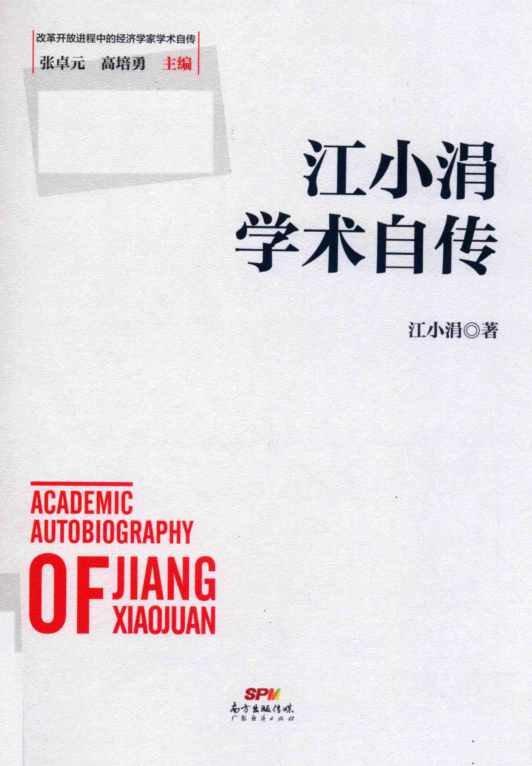 改革开放进程中的经济学家学术自传
张卓元 高培勇 主编
江小涓
学术自传
江小涓◎著
ACADEMIC
AUTOBIOGRAPHY
OF JIANG
XIAOJUAN
SPM
南方出版传媒
广东经济出版社